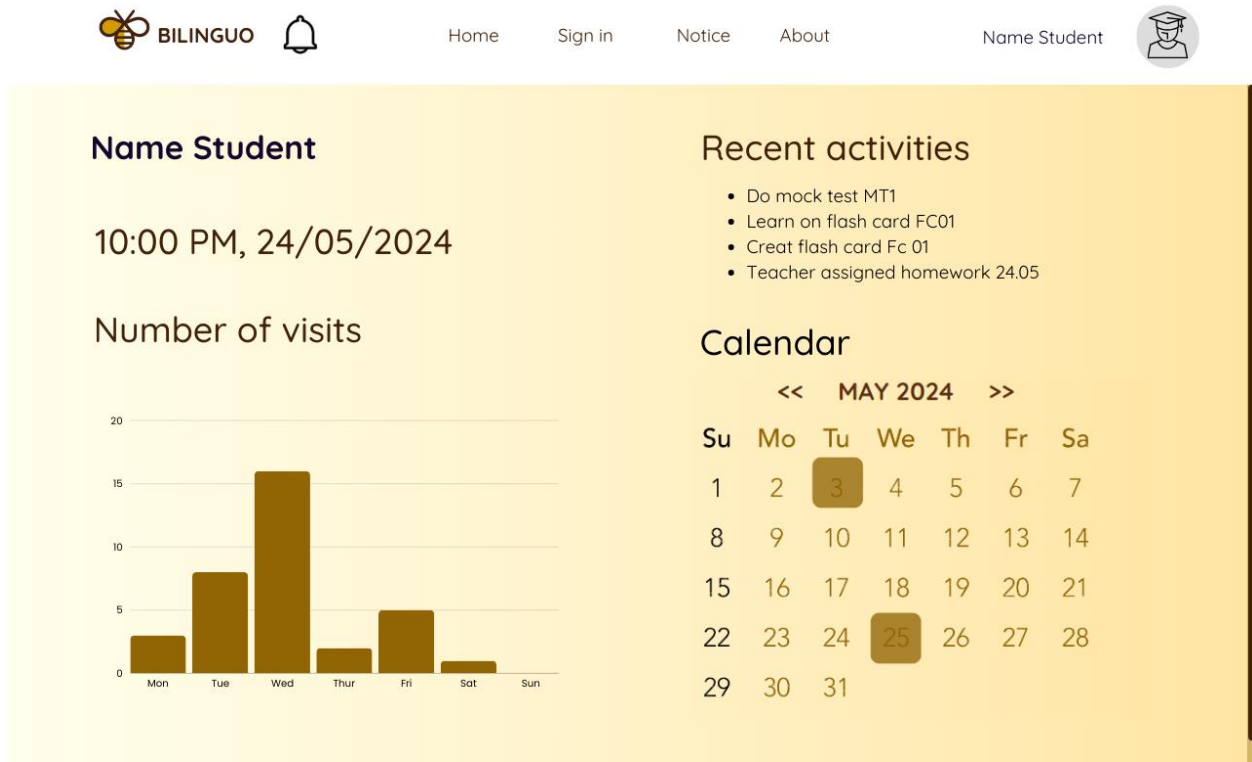 BILINGUO
Home Sign in Notice About Name Student
Name Student
10:00 PM, 24/05/2024
Number of visits
20
15
10
5
0
Mon Tue Wed Thur Fri Sat Sun
Recent activities
Do mock test MT1
Learn on flash card FC01
Creat flash card Fc 01
Teacher assigned homework 24.05
Calendar
<< MAY 2024 >>
Su Mo Tu We Th Fr Sa
1 2 3 4 5 6 7
8 9 10 11 12 13 14
15 16 17 18 19 20 21
22 23 24 25 26 27 28
29 30 31